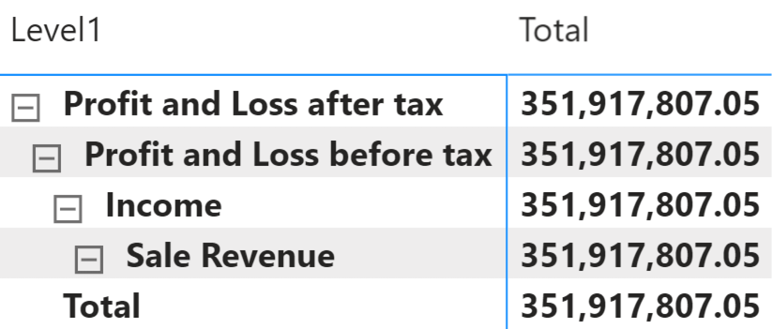 Level1 Total
Profit and Loss after tax 351,917,807.05
Profit and Loss before tax 351,917,807.05
Income 351,917,807.05
Sale Revenue 351,917,807.05
Total 351,917,807.05